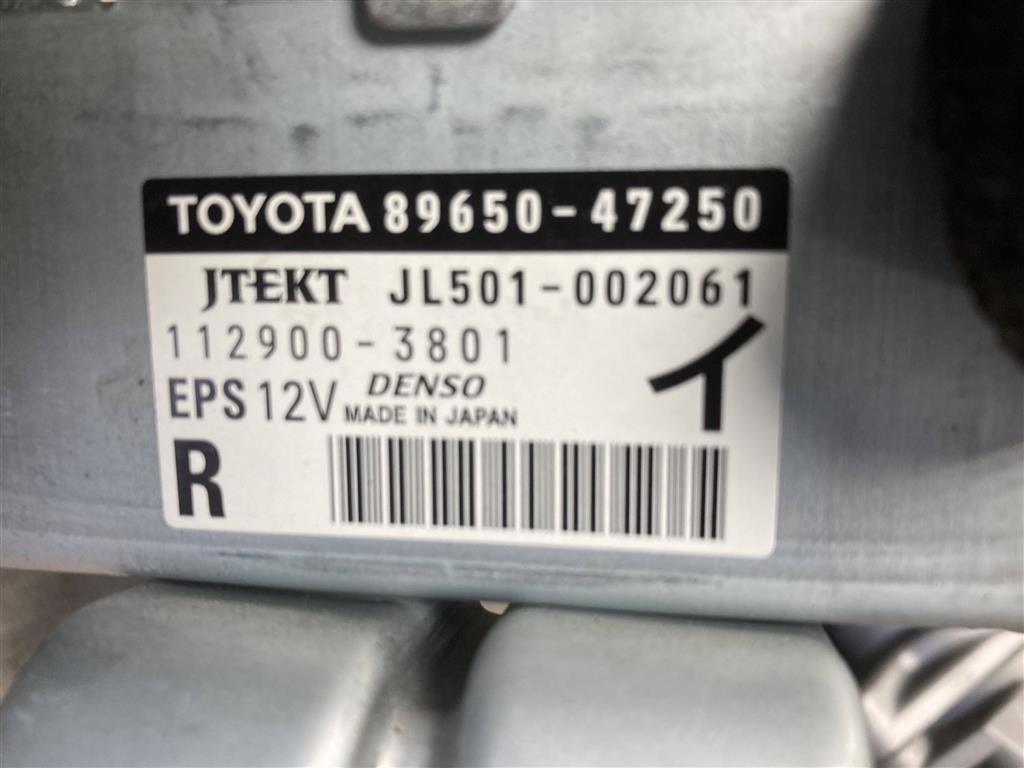 TOYOTA 89650-47250
JTEKT JL501-002061
112900-3801
イ
EPS 12V DENSO
MADE IN JAPAN
R